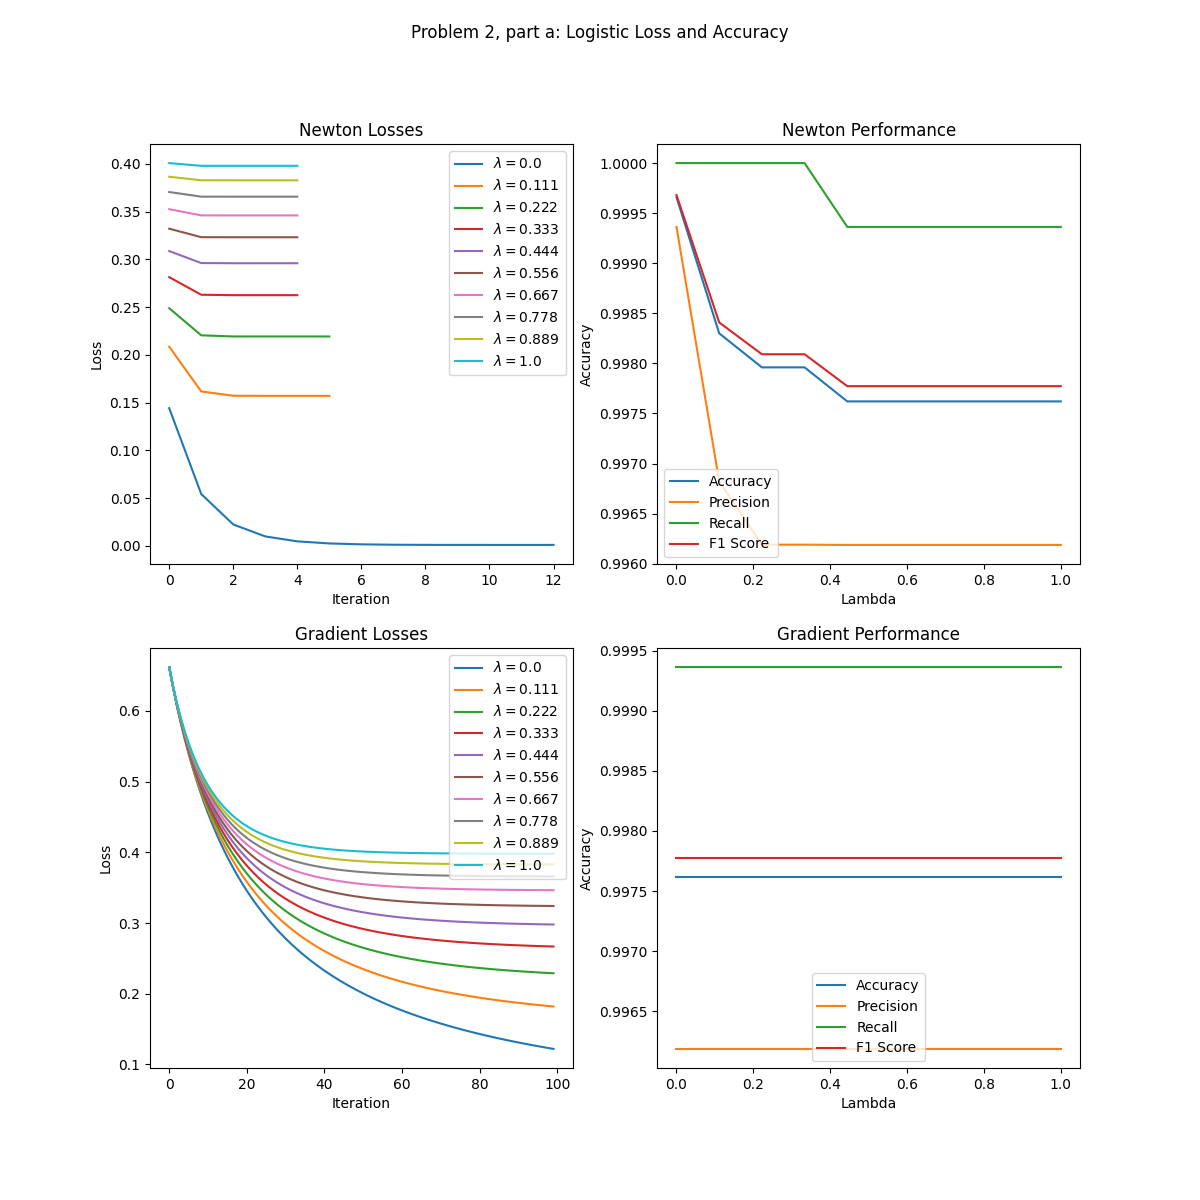 Problem 2, part a: Logistic Loss and Accuracy
Newton Losses
0.40
0.35
0.30
0.25
0.20
0.15
0.10
0.05
0.00
Loss
0 2 4 6 8 10 12
Iteration
λ = 0.0
λ = 0.111
λ = 0.222
λ = 0.333
λ = 0.444
λ = 0.556
λ = 0.667
λ = 0.778
λ = 0.889
λ = 1.0
Newton Performance
1.0000
0.9995
0.9990
0.9985
0.9980
0.9975
0.9970
0.9965
0.9960
Accuracy
0.0 0.2 0.4 0.6 0.8 1.0
Lambda
Accuracy
Precision
Recall
F1 Score
Gradient Losses
0.6
0.5
0.4
0.3
0.2
0.1
Loss
0 20 40 60 80 100
Iteration
λ = 0.0
λ = 0.111
λ = 0.222
λ = 0.333
λ = 0.444
λ = 0.556
λ = 0.667
λ = 0.778
λ = 0.889
λ = 1.0
Gradient Performance
0.9995
0.9990
0.9985
0.9980
0.9975
0.9970
0.9965
Accuracy
0.0 0.2 0.4 0.6 0.8 1.0
Lambda
Accuracy
Precision
Recall
F1 Score